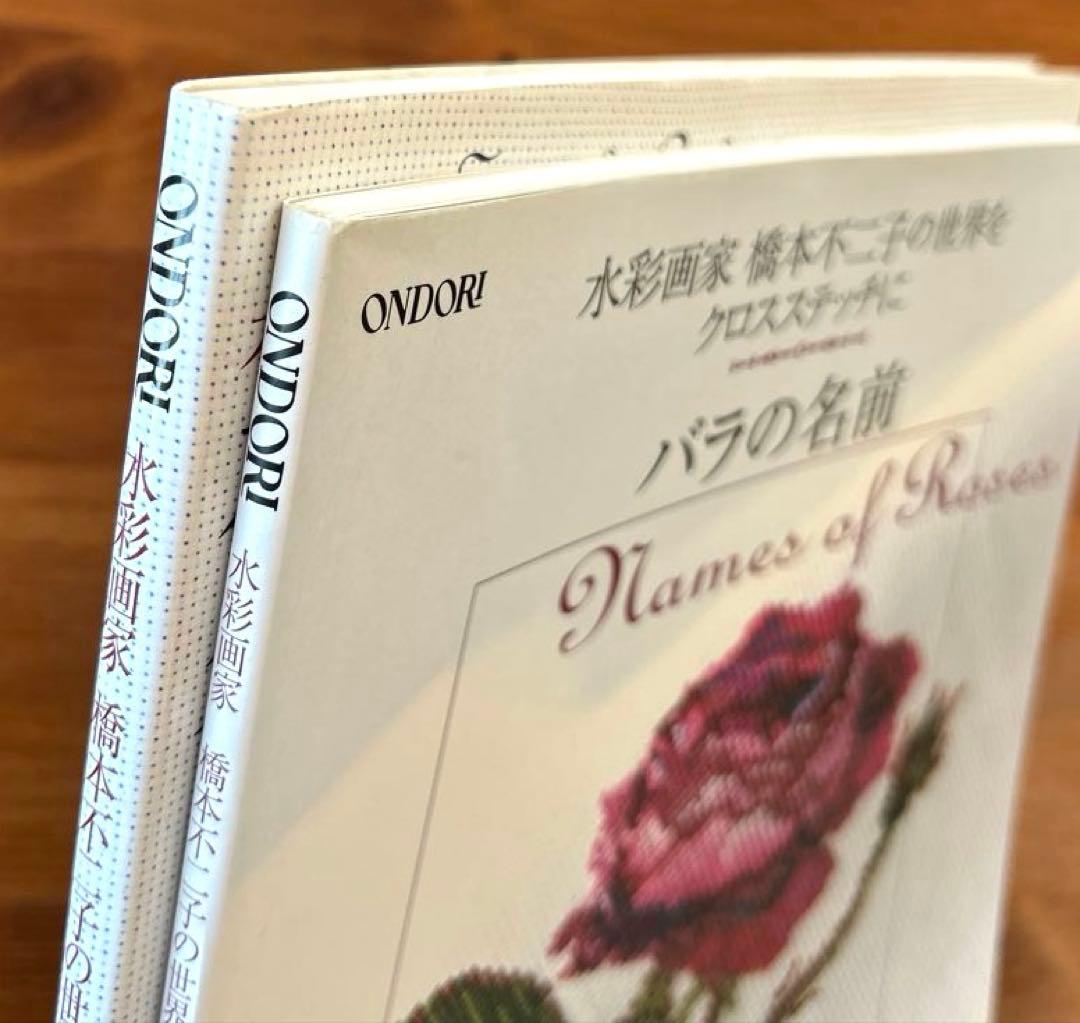 ONDORI
水彩画家 橋本不二子の世
ONDORI
水彩画家 橋本不二子の世界
ONDORI
水彩画家 橋本不二子の世界を
クロスステッチに
バラの名前
Names of Roses